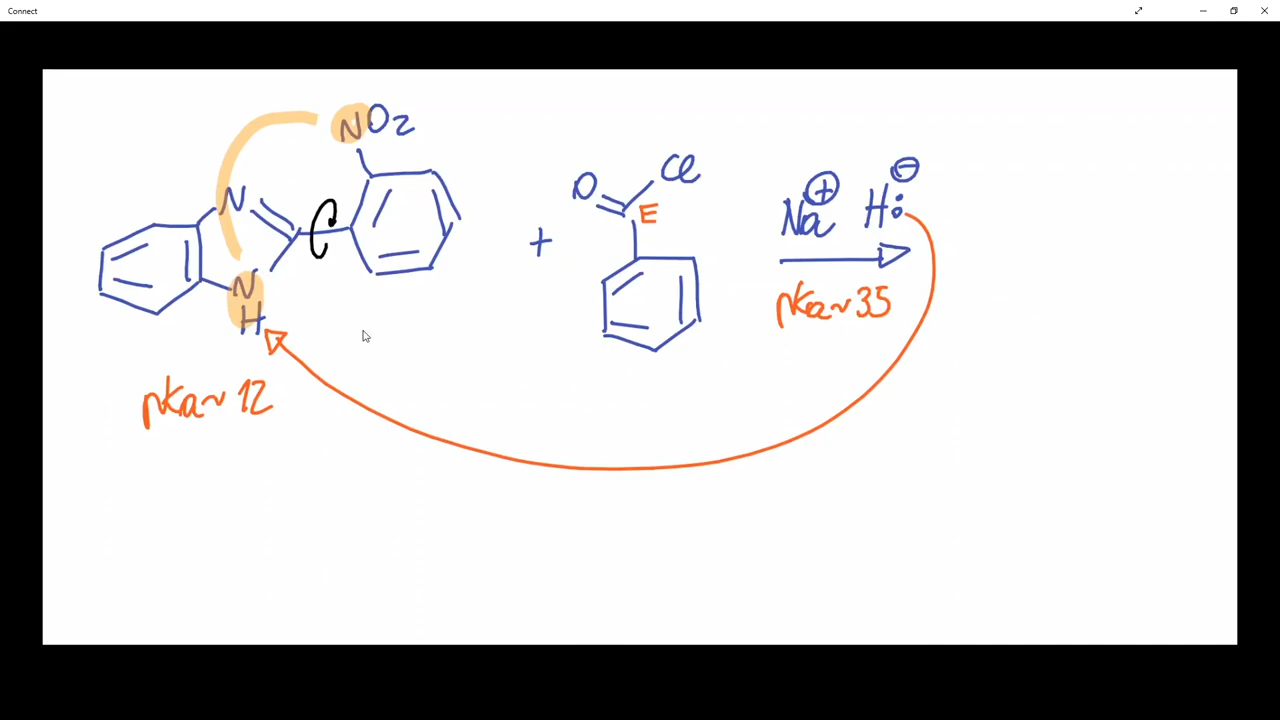 Connect
NO2
N
N
H
pKa~12
+
O
Cl
E
Na⊕ H:⊖
pKa~35